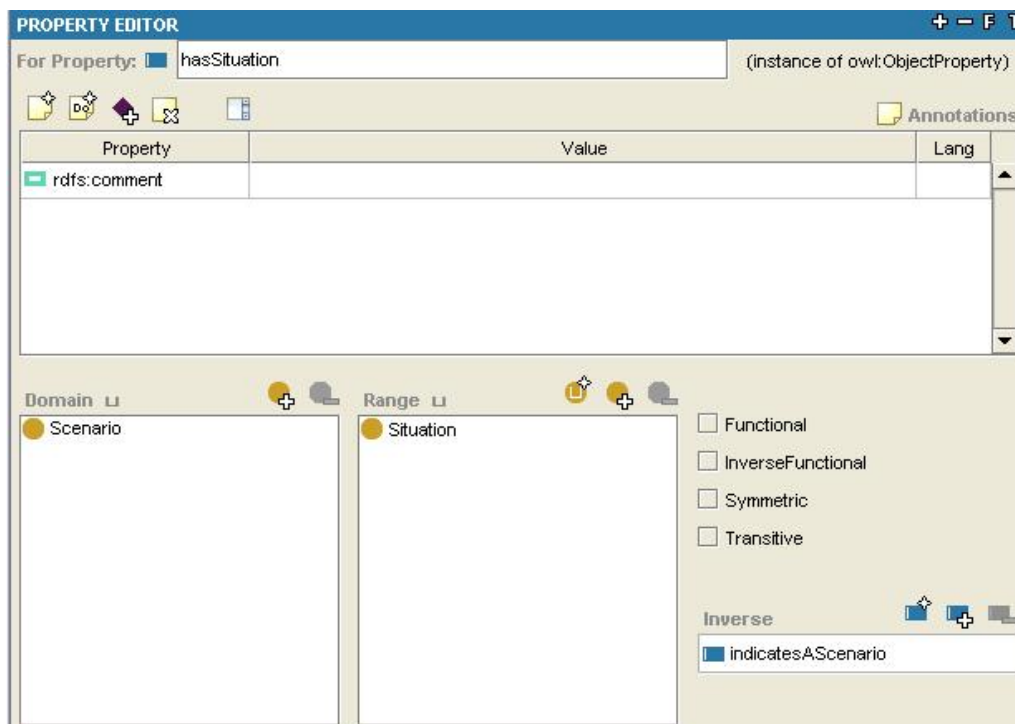 PROPERTY EDITOR
F T
For Property: hasSituation (instance of owl:ObjectProperty)
Annotations
Property Value Lang
rdfs:comment
Domain ⊔ Range ⊔
Scenario Situation
Functional
InverseFunctional
Symmetric
Transitive
Inverse
indicatesAScenario